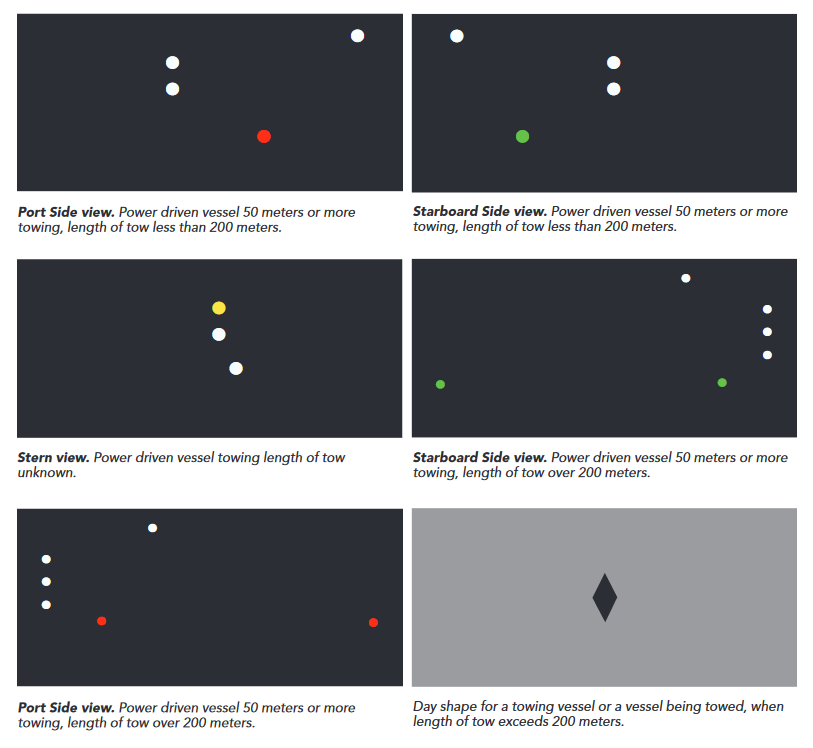 Port Side view. Power driven vessel 50 meters or more
towing, length of tow less than 200 meters.
Starboard Side view. Power driven vessel 50 meters or more
towing, length of tow less than 200 meters.
Stern view. Power driven vessel towing length of tow
unknown.
Starboard Side view. Power driven vessel 50 meters or more
towing, length of tow over 200 meters.
Port Side view. Power driven vessel 50 meters or more
towing, length of tow over 200 meters.
Day shape for a towing vessel or a vessel being towed, when
length of tow exceeds 200 meters.